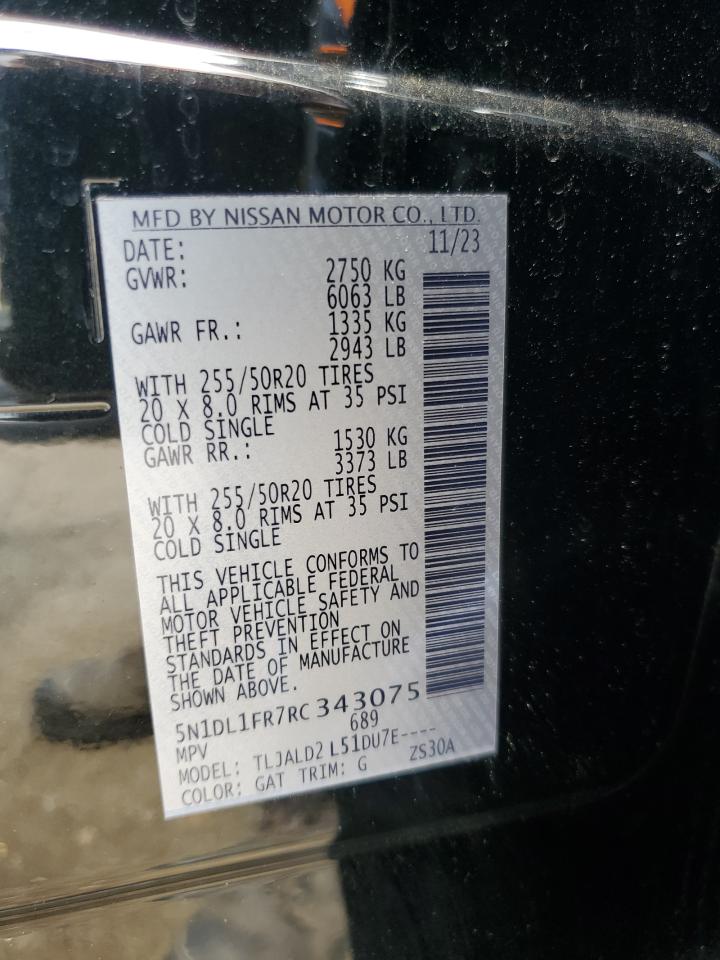 MFD BY NISSAN MOTOR CO., LTD.
DATE: 11/23
GVWR: 2750 KG
6063 LB
GAWR FR.: 1335 KG
2943 LB
WITH 255/50R20 TIRES
20 X 8.0 RIMS AT 35 PSI
COLD SINGLE
GAWR RR.: 1530 KG
3373 LB
WITH 255/50R20 TIRES
20 X 8.0 RIMS AT 35 PSI
COLD SINGLE
THIS VEHICLE CONFORMS TO
ALL APPLICABLE FEDERAL
MOTOR VEHICLE SAFETY AND
THEFT PREVENTION
STANDARDS IN EFFECT ON
THE DATE OF MANUFACTURE
SHOWN ABOVE.
5N1DL1FR7RC343075
MPV 689
MODEL: TLJALD2 L51DU7E----
COLOR: GAT TRIM: G ZS30A